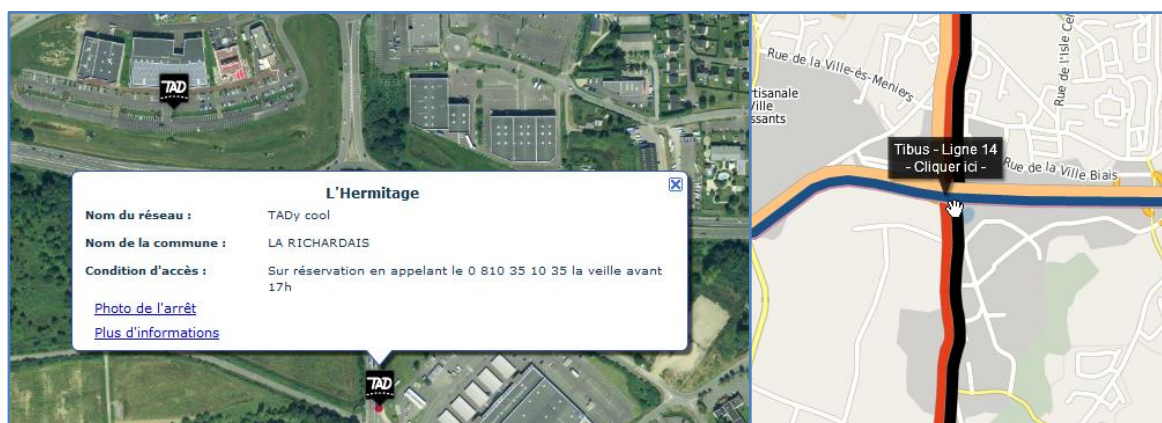 TAD
L'Hermitage
Nom du réseau : TADy cool
Nom de la commune : LA RICHARDAIS
Condition d'accès : Sur réservation en appelant le 0 810 35 10 35 la veille avant
17h
Photo de l'arrêt
Plus d'informations
TAD
Rue de la Ville-ès-Meniers
Rue de l'Isle Ce
rtisanale
Ville
ssants
Tibus - Ligne 14
- Cliquer ici -
Rue de la Ville Biais